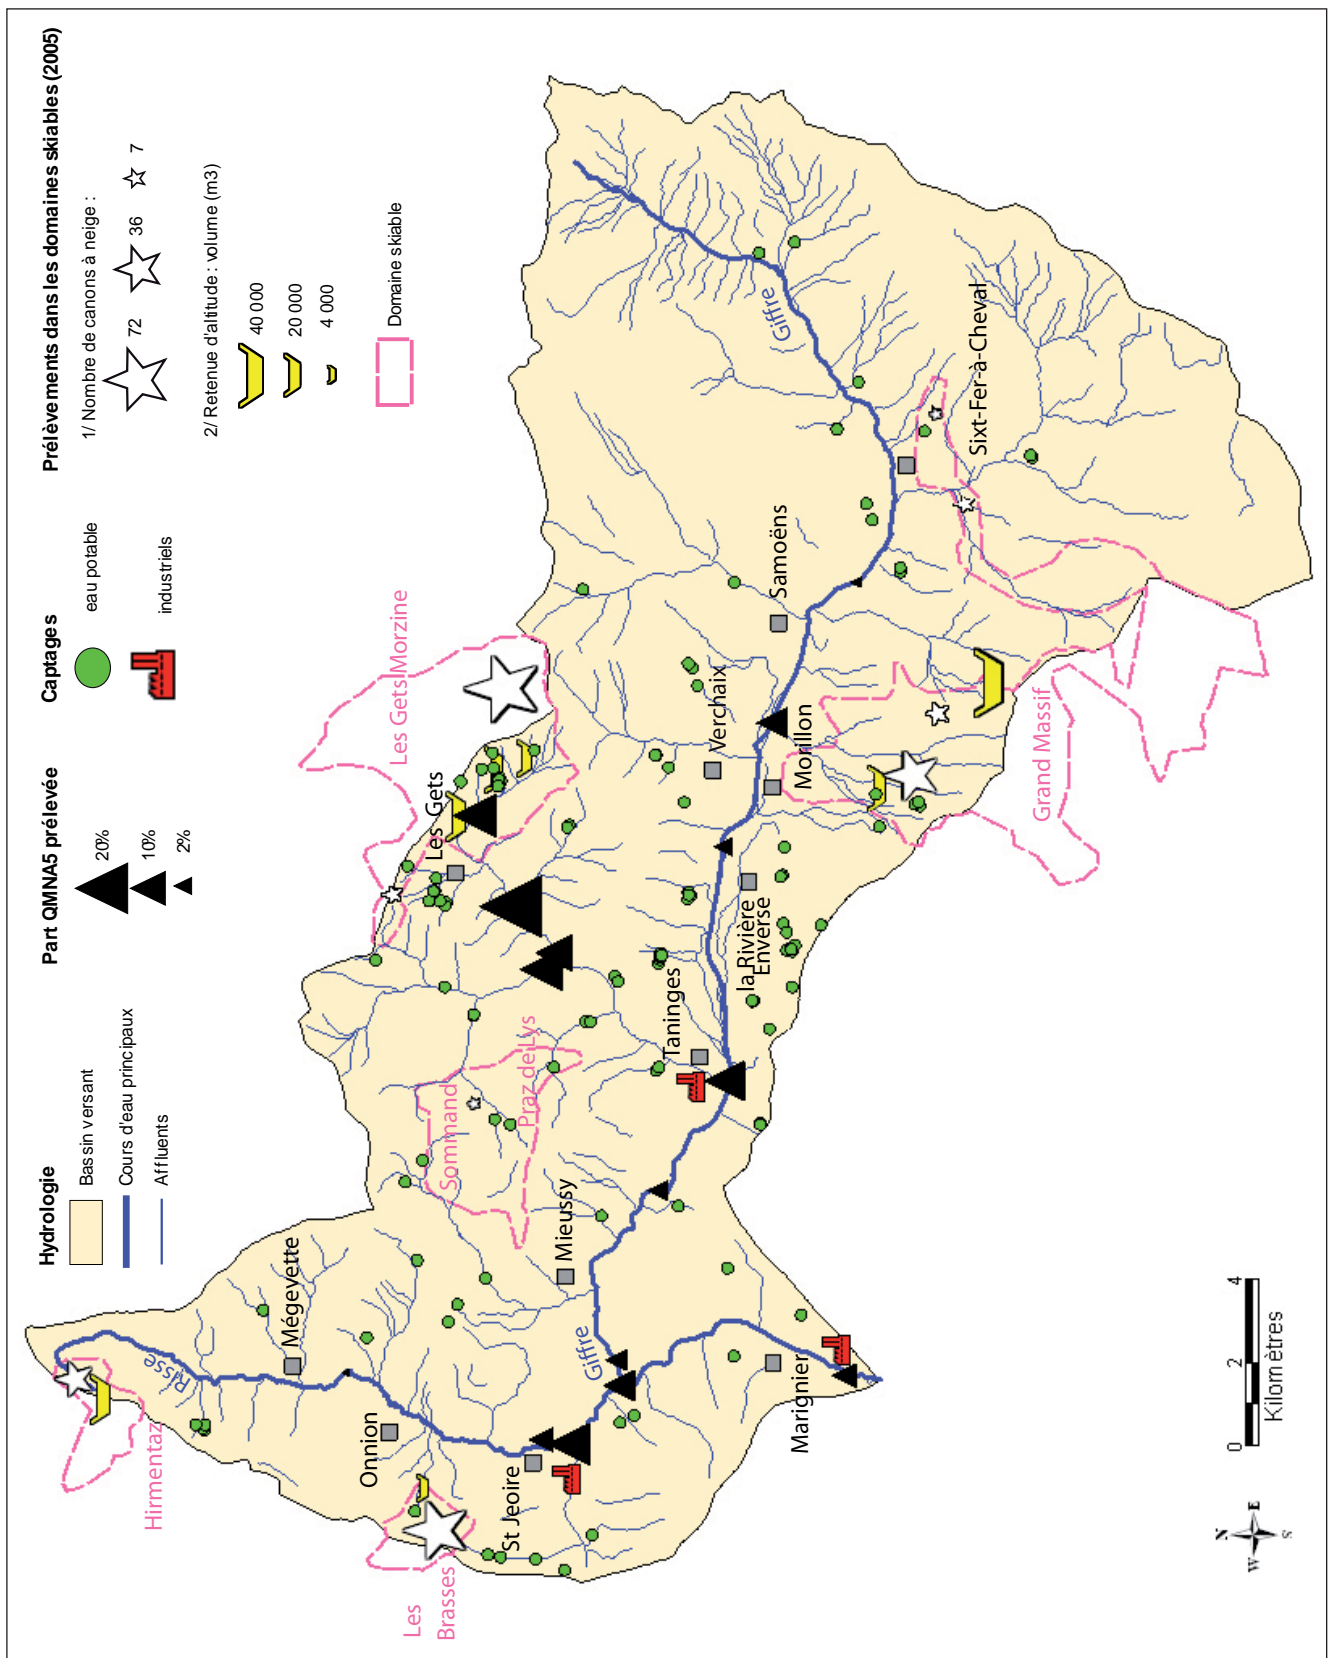 Hydrologie
Bassin versant
Cours d'eau principaux
Affluents
Part QMNA5 prélevée
20%
10%
2%
Captages
eau potable
industriels
Prélèvements dans les domaines skiables (2005)
1/ Nombre de canons à neige :
72
36
7
2/ Retenue d'altitude : volume (m3)
40 000
20 000
4 000
Domaine skiable
Hirmentaz
Risse
Mégevette
Onnion
Les
Brasses
St Jeoire
Sommand
Praz de Lys
Mieussy
Giffre
Marignier
Taninges
la Rivière
Enverse
Les Gets
Les Gets Morzine
Verchaix
Morillon
Samoëns
Grand Massif
Giffre
Sixt-Fer-à-Cheval
N
W
E
S
0
2
4
Kilomètres